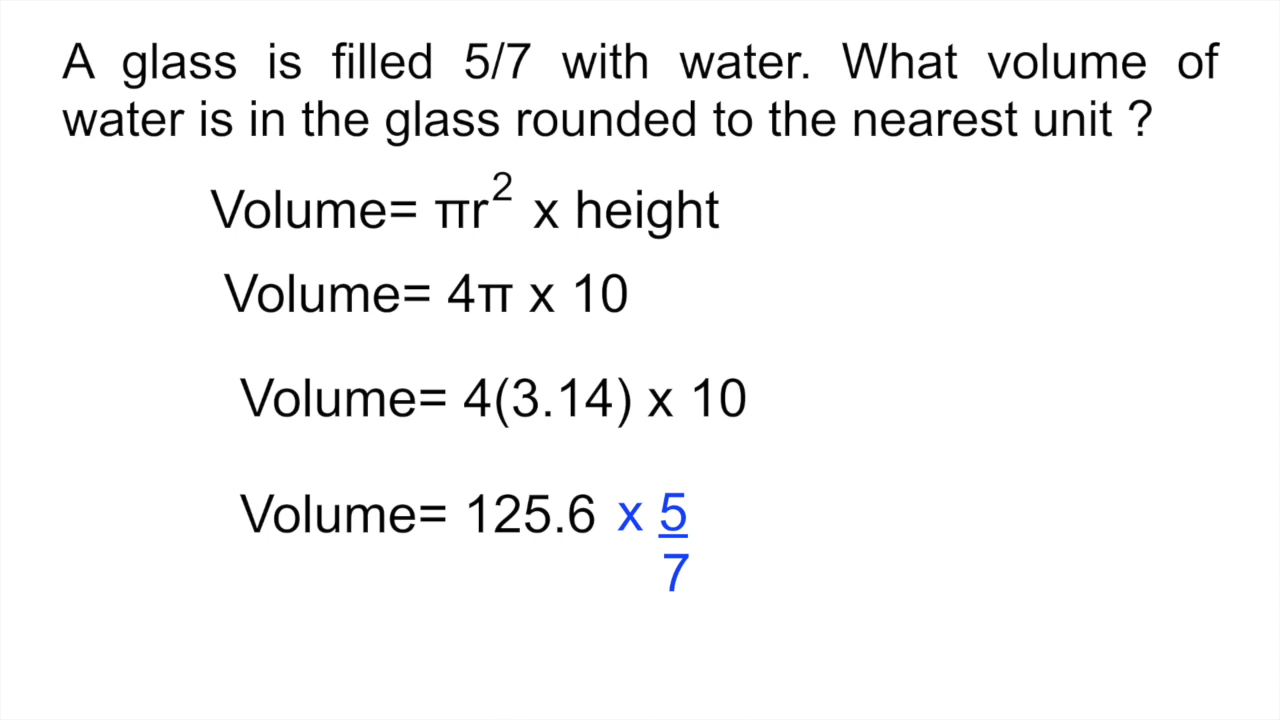 A glass is filled 5/7 with water. What volume of
water is in the glass rounded to the nearest unit ?
Volume= πr² x height
Volume= 4π x 10
Volume= 4(3.14) x 10
Volume= 125.6 x 5
7